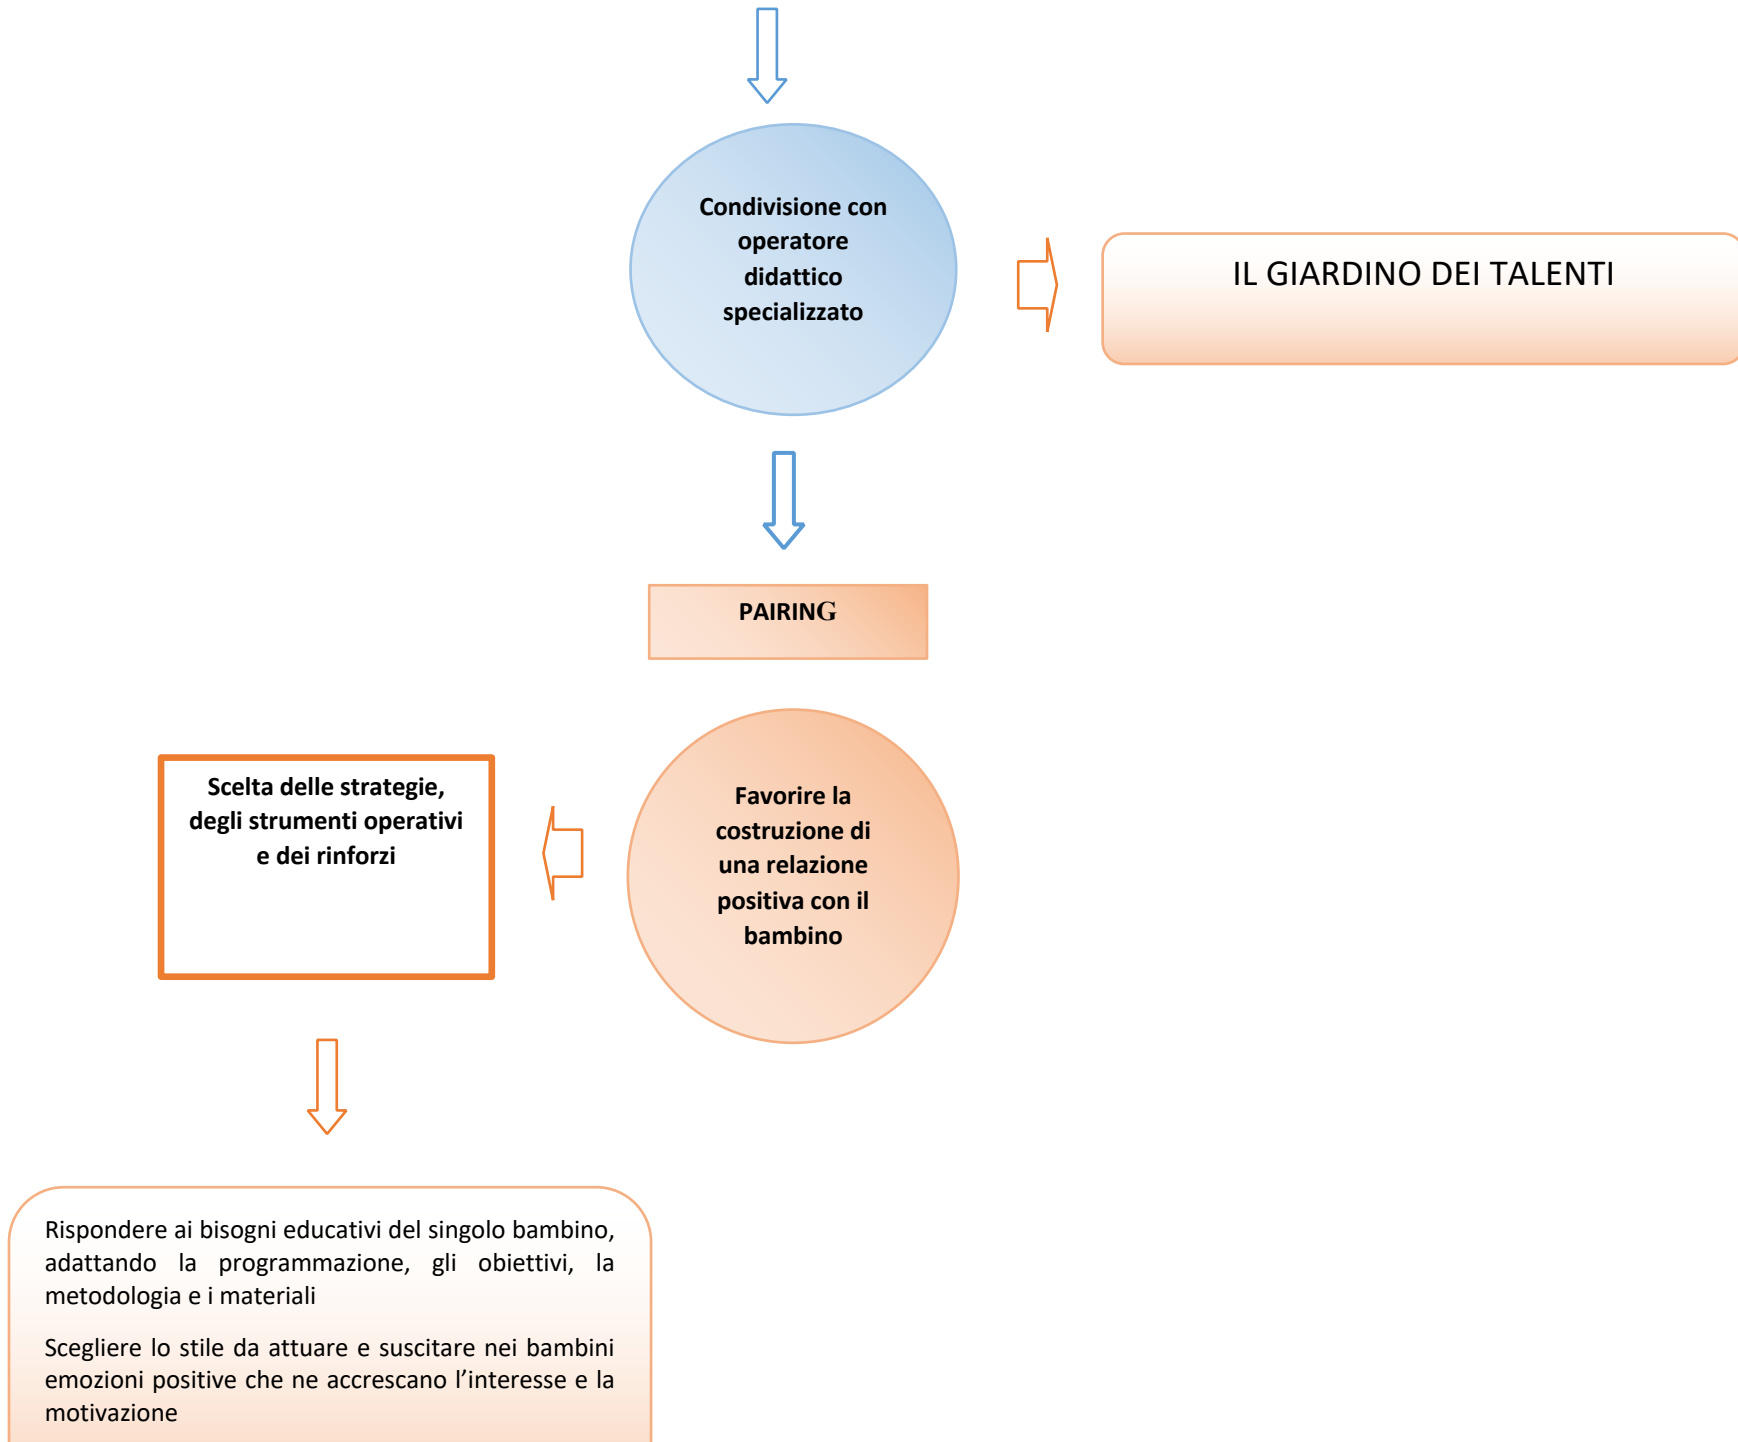 Condivisione con
operatore
didattico
specializzato
IL GIARDINO DEI TALENTI
PAIRING
Scelta delle strategie,
degli strumenti operativi
e dei rinforzi
Favorire la
costruzione di
una relazione
positiva con il
bambino
Rispondere ai bisogni educativi del singolo bambino,
adattando la programmazione, gli obiettivi, la
metodologia e i materiali
Scegliere lo stile da attuare e suscitare nei bambini
emozioni positive che ne accrescano l’interesse e la
motivazione